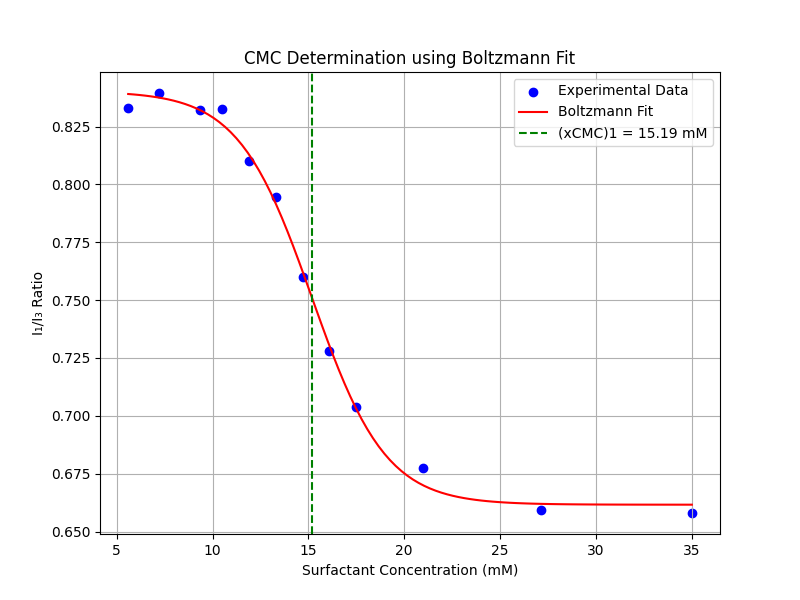 CMC Determination using Boltzmann Fit
Experimental Data
Boltzmann Fit
(xCMC)1 = 15.19 mM
0.825
0.800
0.775
0.750
0.725
0.700
0.675
0.650
I₁/I₃ Ratio
5
10
15
20
25
30
35
Surfactant Concentration (mM)